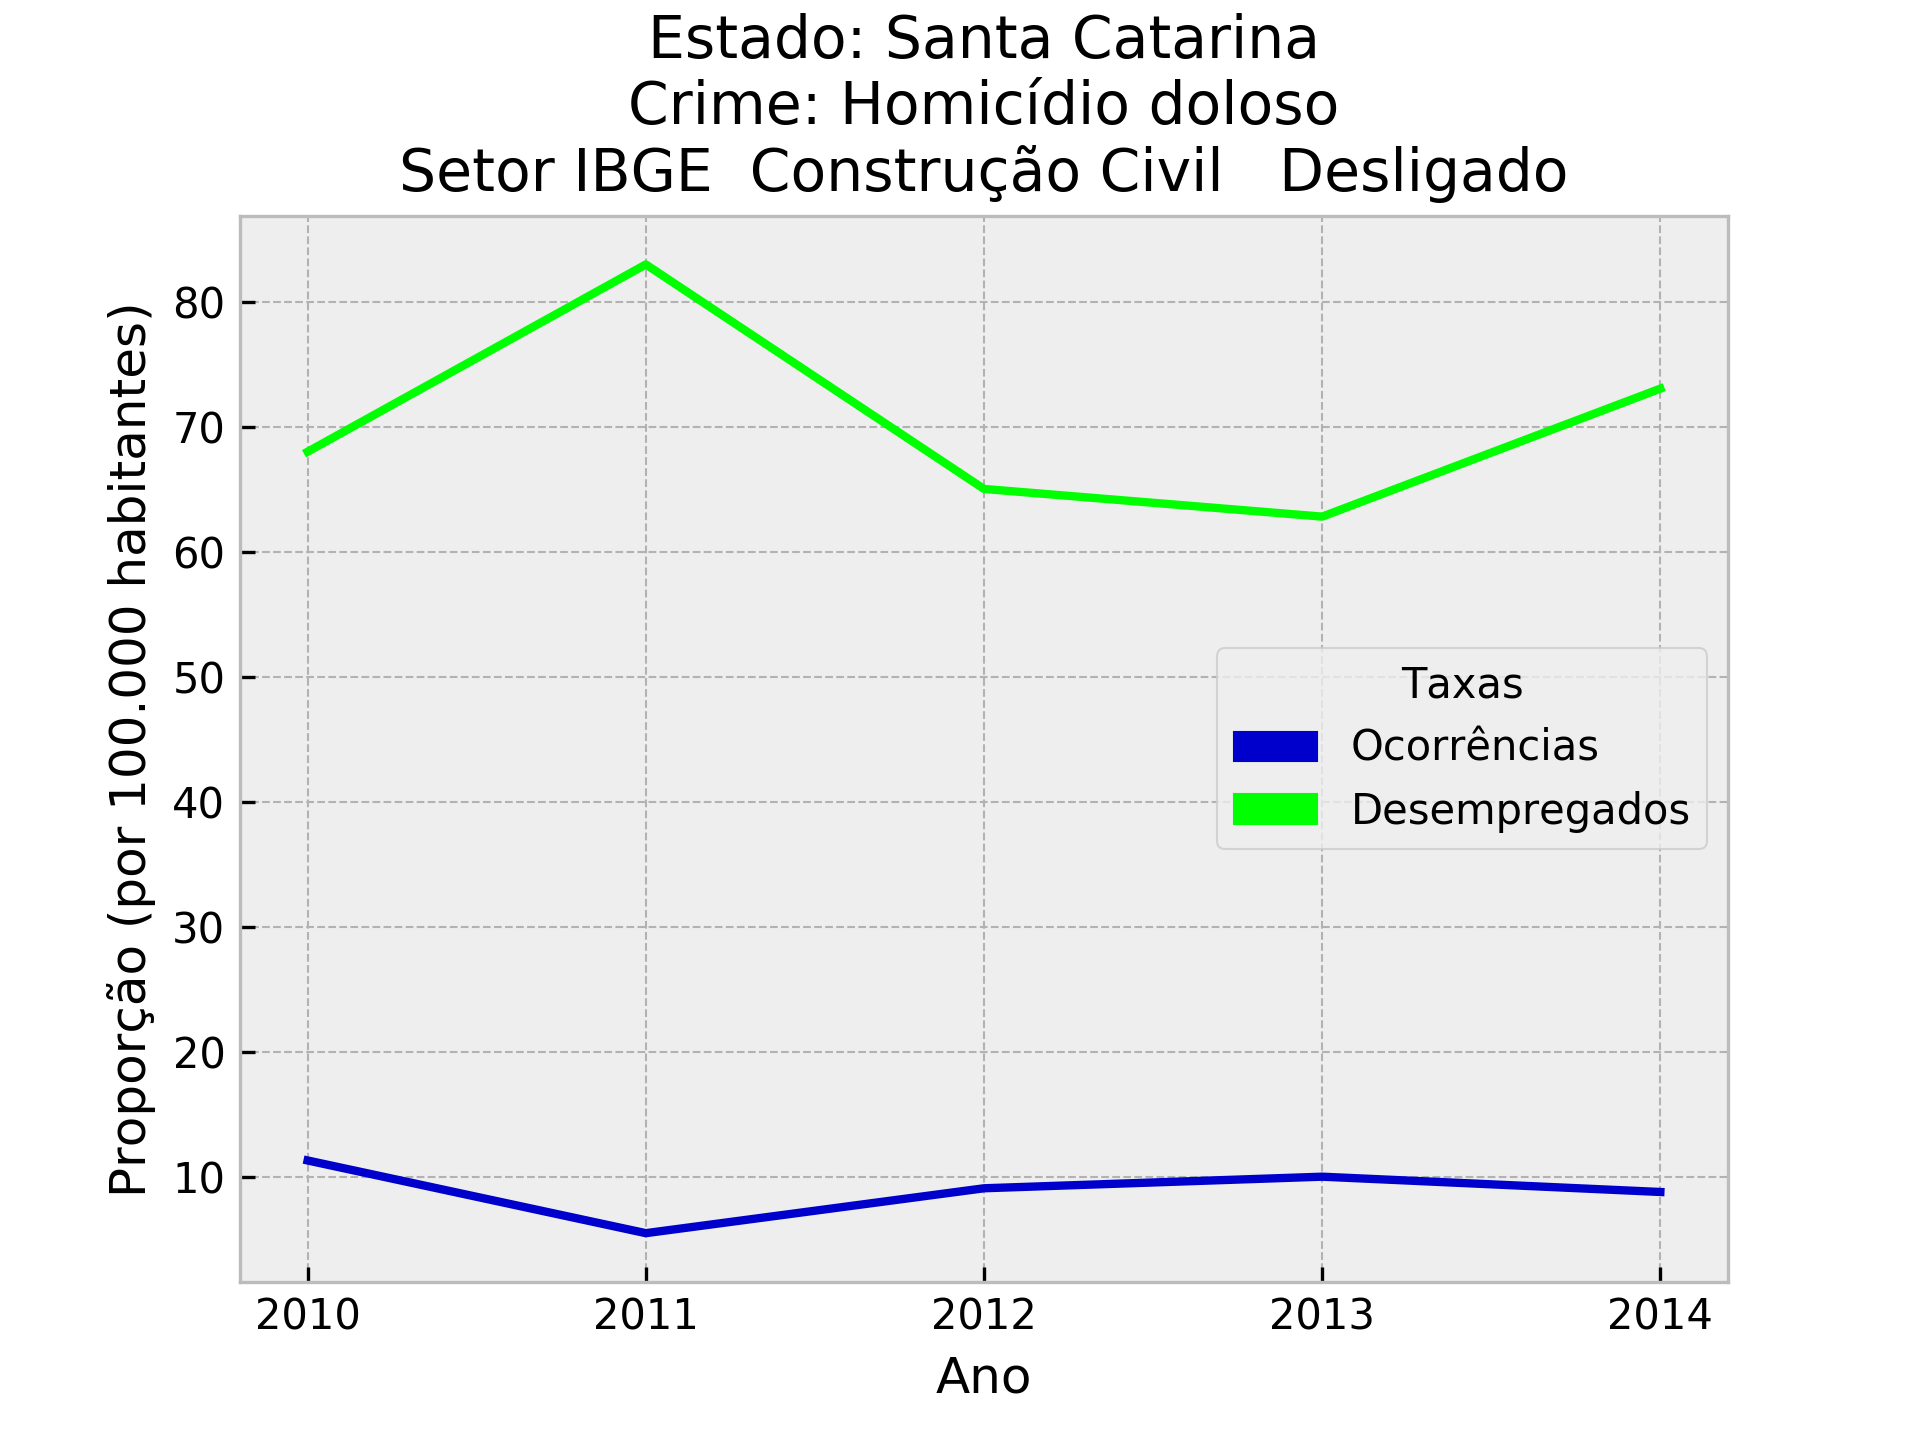 Estado: Santa Catarina
Crime: Homicídio doloso
Setor IBGE  Construção Civil   Desligado
Proporção (por 100.000 habitantes)
80
70
60
50
40
30
20
10
Taxas
Ocorrências
Desempregados
2010 2011 2012 2013 2014
Ano